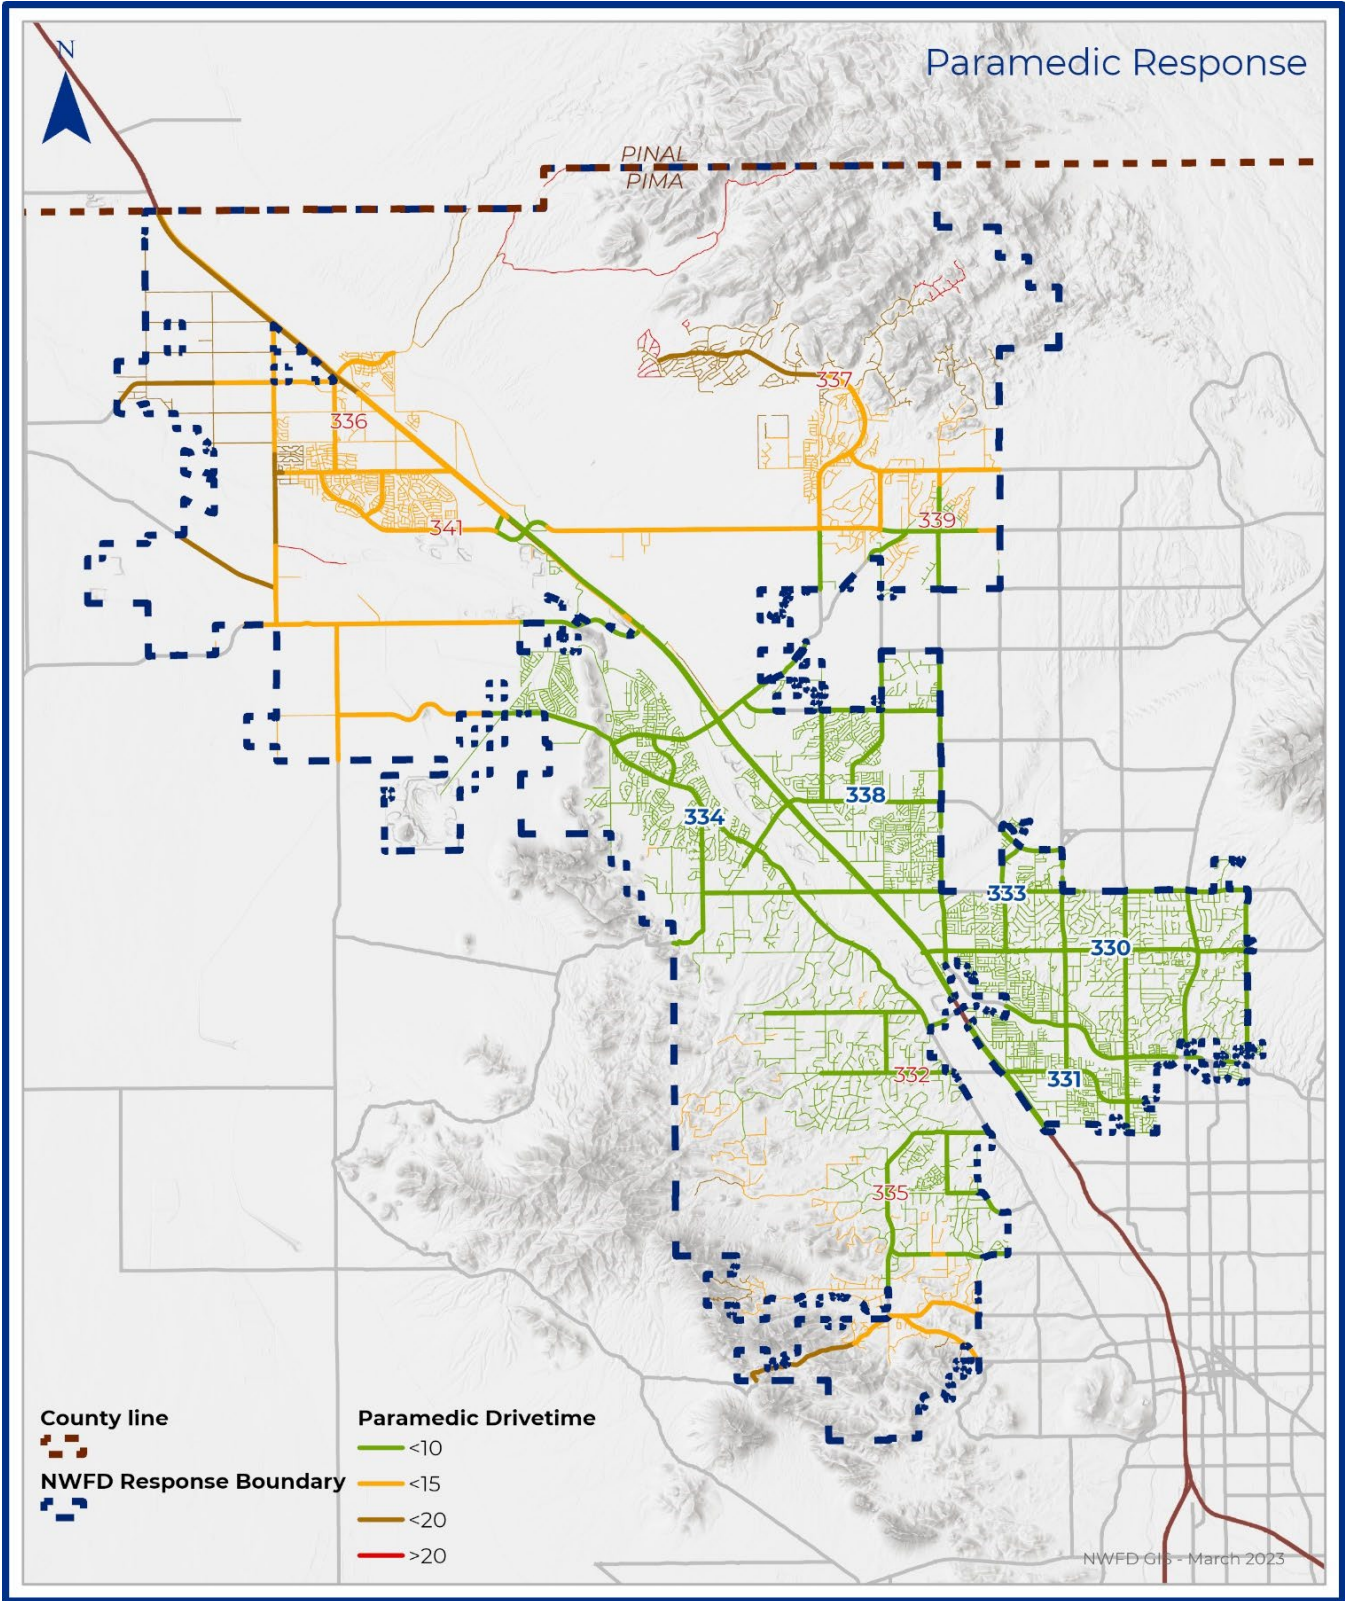 N
Paramedic Response
PINAL
PIMA
337
336
339
341
338
334
333
330
332
331
335
County line
NWFD Response Boundary
Paramedic Drivetime
<10
<15
<20
>20
NWFD GIS - March 2023